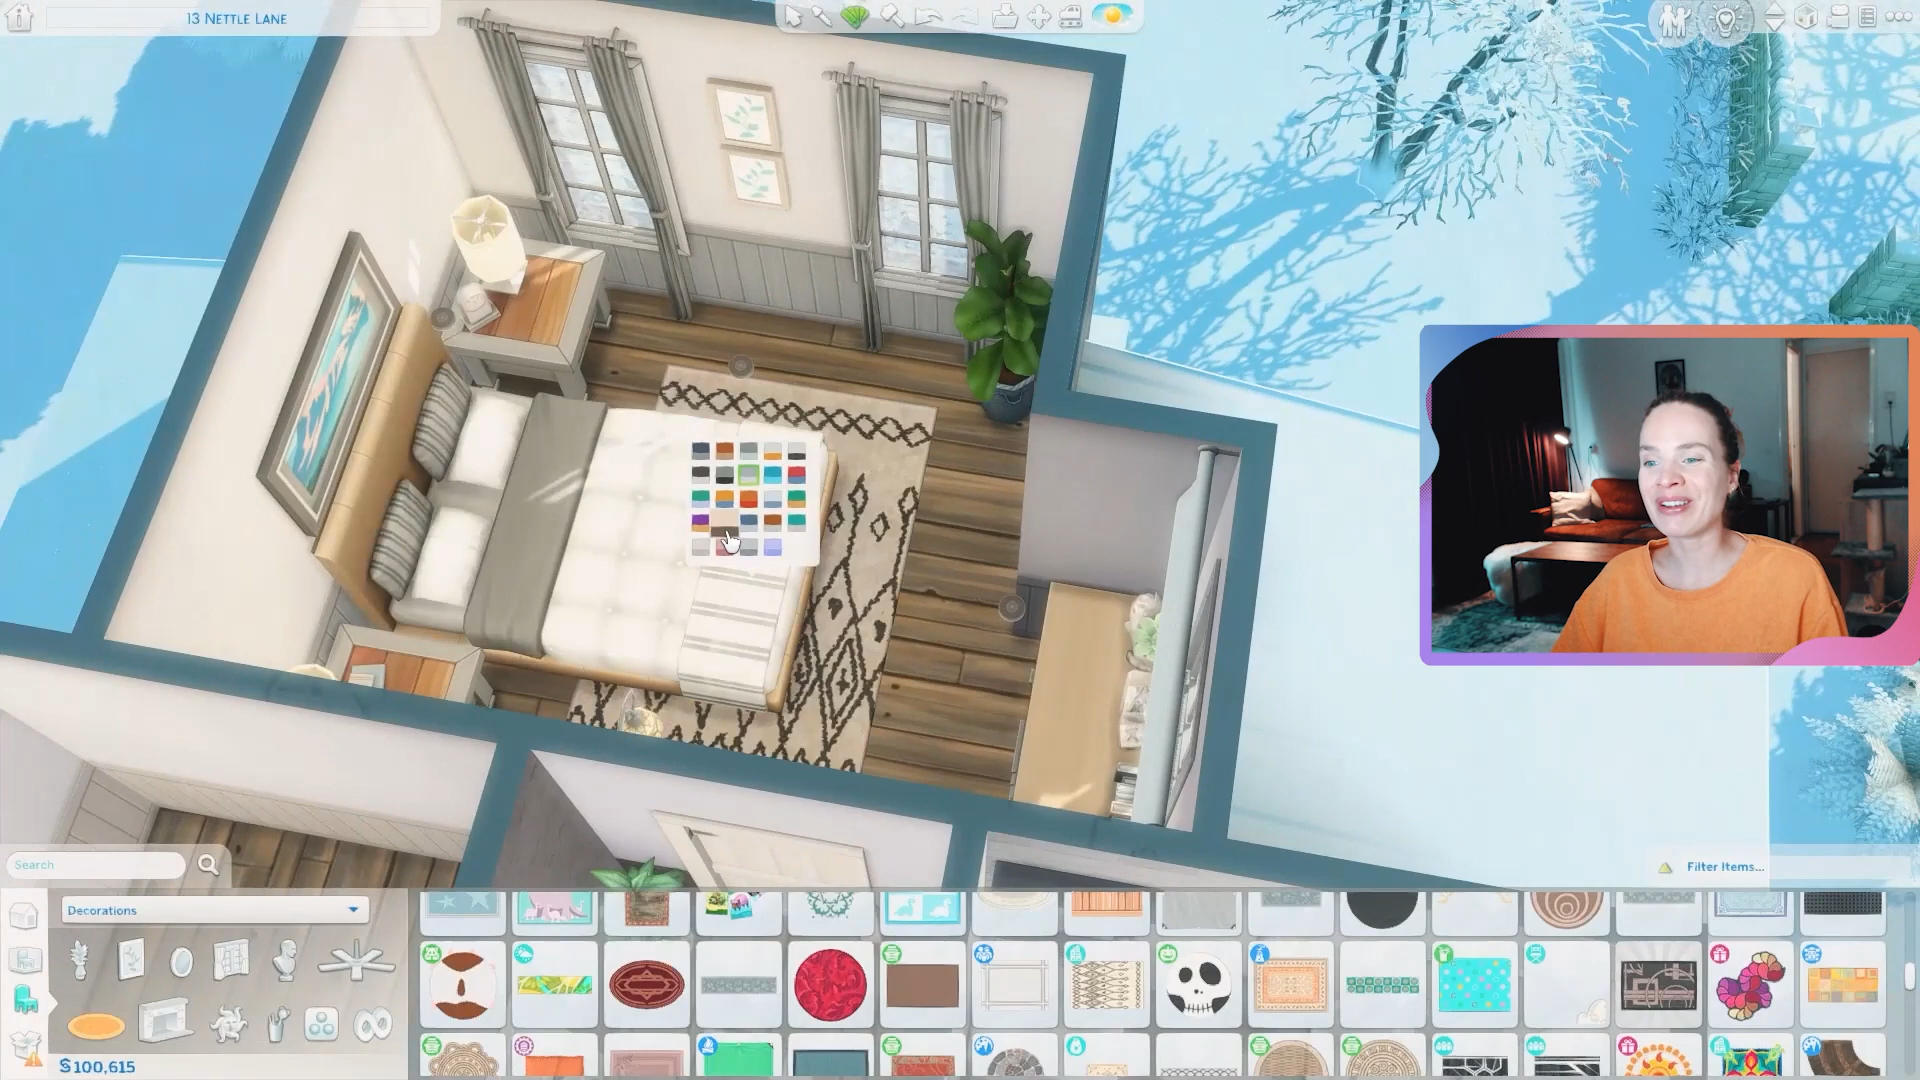 13 NETTLE LANE
Search
Filter Items...
Decorations
§100,615